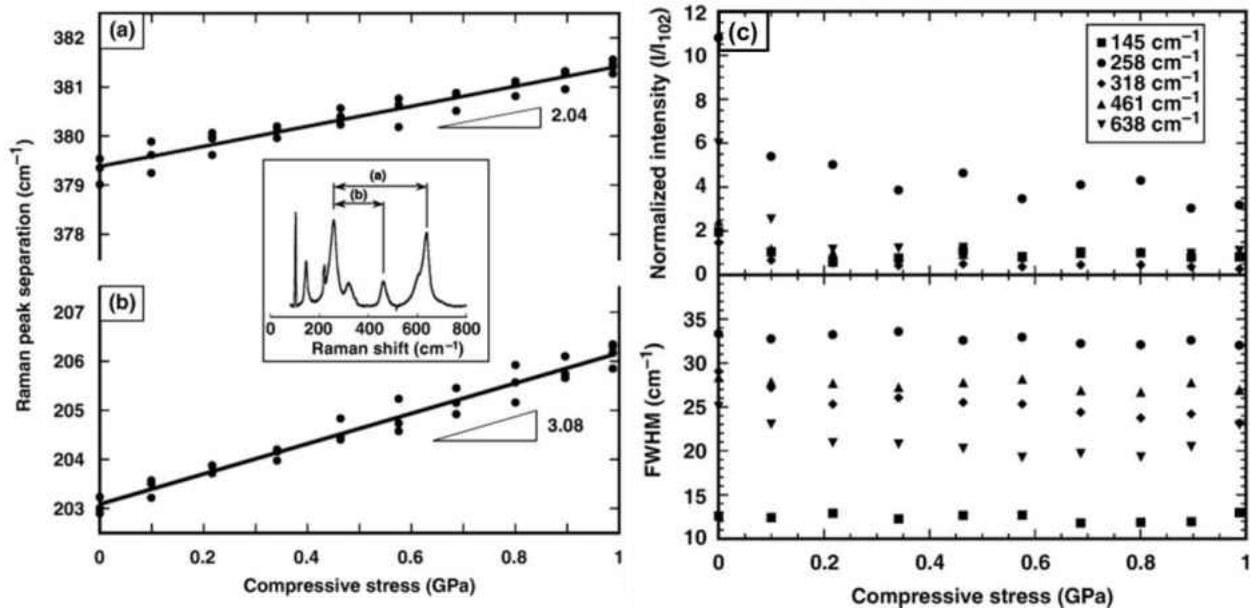 (a)
382
381
380
379
378
2.04
Raman peak separation (cm⁻¹)
(b)
207
206
205
204
203
3.08
0 0.2 0.4 0.6 0.8 1
Compressive stress (GPa)
(a)
(b)
0 200 400 600 800
Raman shift (cm⁻¹)
(c)
12
10
8
6
4
2
0
Normalized intensity (I/I₁₀₂)
145 cm⁻¹
258 cm⁻¹
318 cm⁻¹
461 cm⁻¹
638 cm⁻¹
35
30
25
20
15
10
FWHM (cm⁻¹)
0 0.2 0.4 0.6 0.8 1
Compressive stress (GPa)